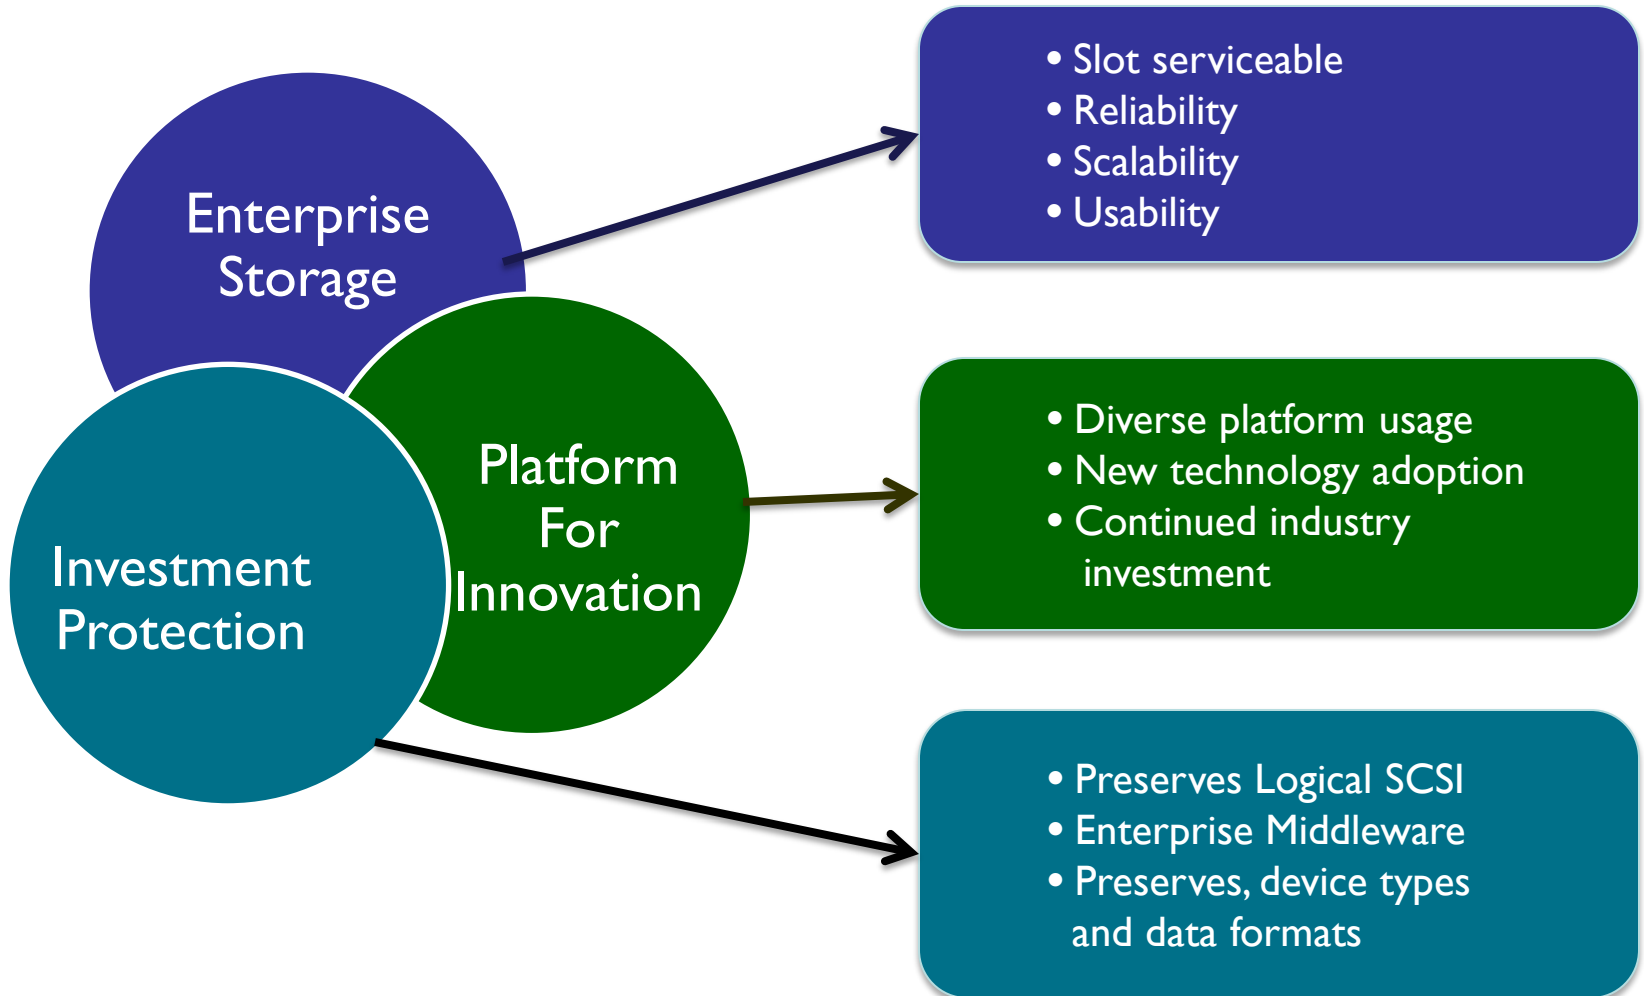 Enterprise
Storage
• Slot serviceable
• Reliability
• Scalability
• Usability
Platform
For
Innovation
• Diverse platform usage
• New technology adoption
• Continued industry
investment
Investment
Protection
• Preserves Logical SCSI
• Enterprise Middleware
• Preserves, device types
and data formats